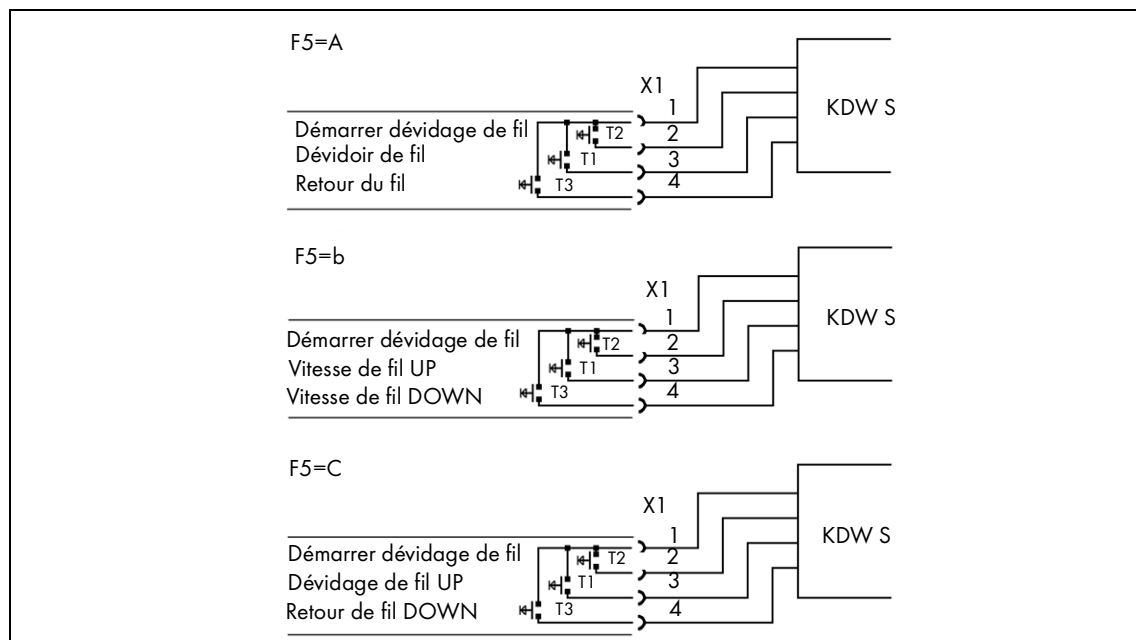 F5=A
X1
1
KDW S
Démarrer dévidage de fil
T2
2
Dévidoir de fil
T1
3
Retour du fil
T3
4
F5=b
X1
1
KDW S
Démarrer dévidage de fil
T2
2
Vitesse de fil UP
T1
3
Vitesse de fil DOWN
T3
4
F5=C
X1
1
KDW S
Démarrer dévidage de fil
T2
2
Dévidage de fil UP
T1
3
Retour de fil DOWN
T3
4